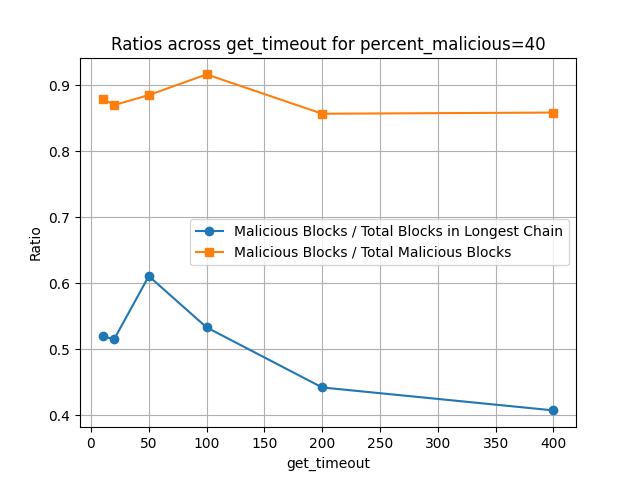 Ratios across get_timeout for percent_malicious=40
0.9
0.8
0.7
0.6
0.5
0.4
Ratio
Malicious Blocks / Total Blocks in Longest Chain
Malicious Blocks / Total Malicious Blocks
0 50 100 150 200 250 300 350 400
get_timeout